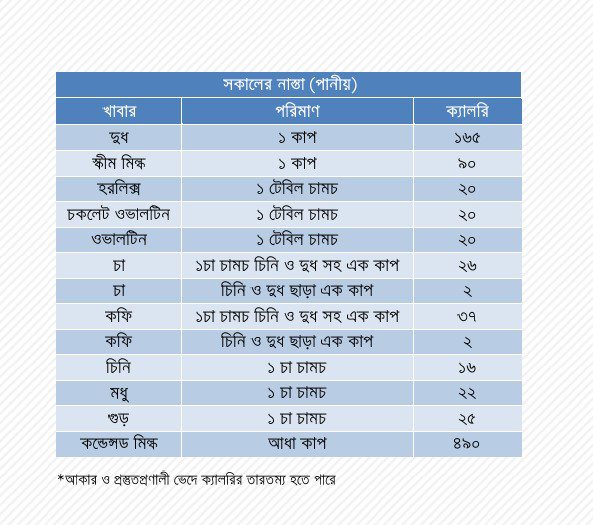 সকালের নাস্তা (পানীয়)
খাবার পরিমাণ ক্যালরি
দুধ ১ কাপ ১৬৫
স্কীম মিল্ক ১ কাপ ৯০
হরলিক্স ১ টেবিল চামচ ২০
চকলেট ওভালটিন ১ টেবিল চামচ ২০
ওভালটিন ১ টেবিল চামচ ২০
চা ১চা চামচ চিনি ও দুধ সহ এক কাপ ২৬
চা চিনি ও দুধ ছাড়া এক কাপ ২
কফি ১চা চামচ চিনি ও দুধ সহ এক কাপ ৩৭
কফি চিনি ও দুধ ছাড়া এক কাপ ২
চিনি ১ চা চামচ ১৬
মধু ১ চা চামচ ২২
গুড় ১ চা চামচ ২৫
কন্ডেন্সড মিল্ক আধা কাপ ৪৯০
*আকার ও প্রস্তুতপ্রণালী ভেদে ক্যালরির তারতম্য হতে পারে